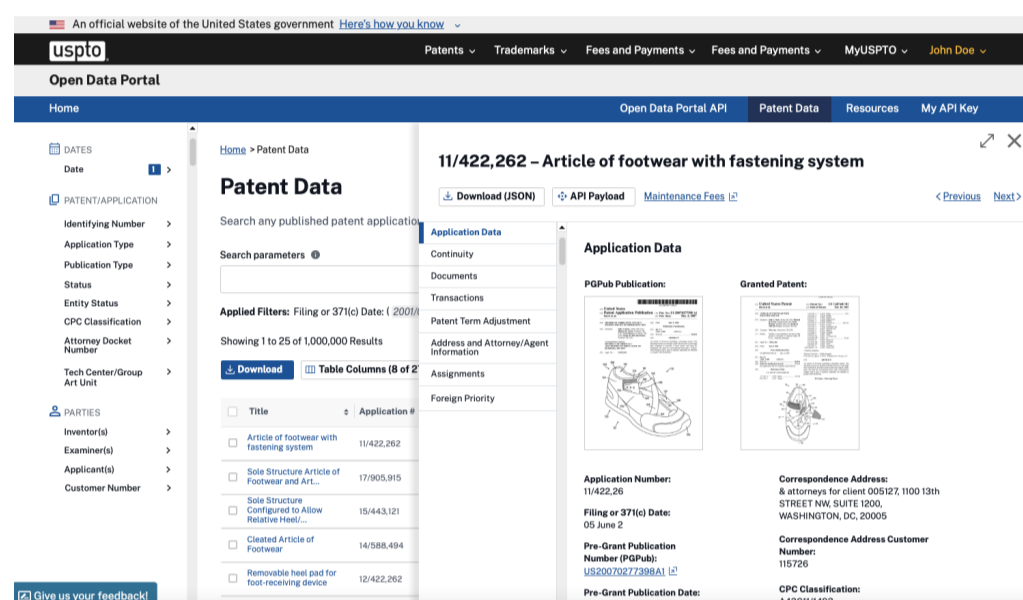 An official website of the United States government Here's how you know
uspto
Patents Trademarks Fees and Payments Fees and Payments MyUSPTO John Doe
Open Data Portal
Home Open Data Portal API Patent Data Resources My API Key
DATES
Date 1
PATENT/APPLICATION
Identifying Number
Application Type
Publication Type
Status
Entity Status
CPC Classification
Attorney Docket
Number
Tech Center/Group
Art Unit
PARTIES
Inventor(s)
Examiner(s)
Applicant(s)
Customer Number
Give us your feedback!
Home > Patent Data
Patent Data
Search any published patent application
Search parameters
Applied Filters: Filing or 371(c) Date: ( 2001/
Showing 1 to 25 of 1,000,000 Results
Download Table Columns (8 of 2
Title Application #
Article of footwear with
fastening system
11/422,262
Sole Structure Article of
Footwear and Art...
17/905,915
Sole Structure
Configured to Allow
Relative Heel/...
15/443,121
Cleated Article of
Footwear
14/588,494
Removable heel pad for
foot-receiving device
12/422,262
11/422,262 – Article of footwear with fastening system
Download (JSON) API Payload Maintenance Fees
< Previous Next >
Application Data
Continuity
Documents
Transactions
Patent Term Adjustment
Address and Attorney/Agent
Information
Assignments
Foreign Priority
Application Data
PGPub Publication: Granted Patent:
Application Number:
11/422,26
Filing or 371(c) Date:
05 June 2
Pre-Grant Publication
Number (PGPub):
US20070277398A1
Pre-Grant Publication Date:
Correspondence Address:
& attorneys for client 005127, 1100 13th
STREET NW, SUITE 1200,
WASHINGTON, DC, 20005
Correspondence Address Customer
Number:
115726
CPC Classification: